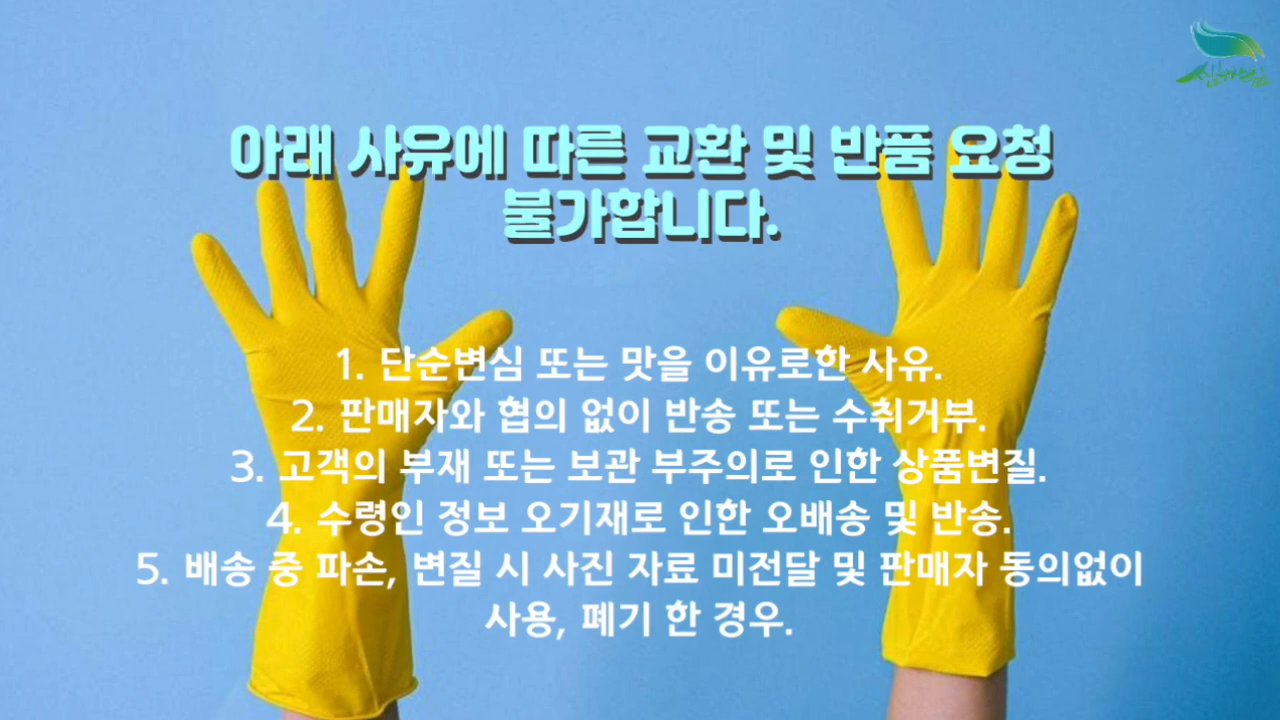 아래 사유에 따른 교환 및 반품 요청
불가합니다.
1. 단순변심 또는 맛을 이유로한 사유.
2. 판매자와 협의 없이 반송 또는 수취거부.
3. 고객의 부재 또는 보관 부주의로 인한 상품변질.
4. 수령인 정보 오기재로 인한 오배송 및 반송.
5. 배송 중 파손, 변질 시 사진 자료 미전달 및 판매자 동의없이
사용, 폐기 한 경우.